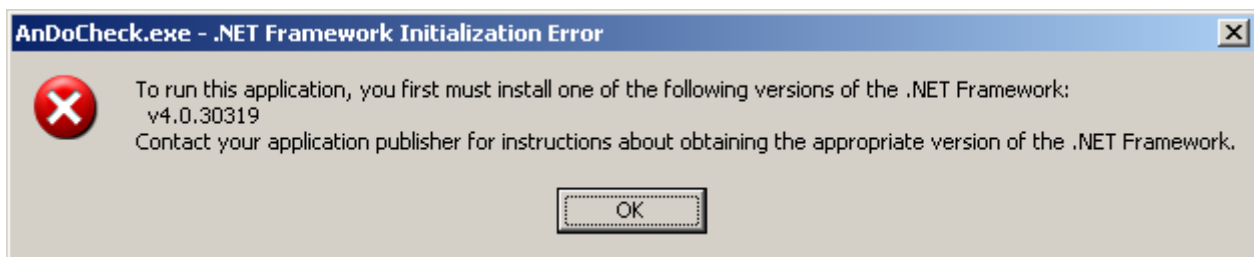 AnDoCheck.exe - .NET Framework Initialization Error
To run this application, you first must install one of the following versions of the .NET Framework:
v4.0.30319
Contact your application publisher for instructions about obtaining the appropriate version of the .NET Framework.
OK